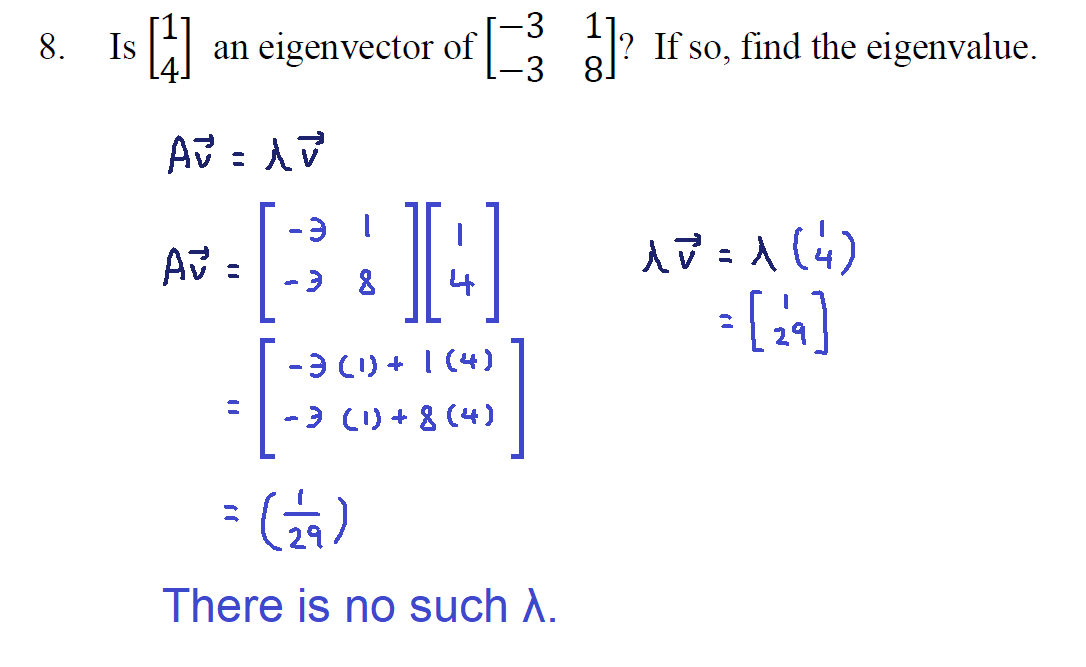 8. Is [1 4] an eigenvector of [−3 1 −3 8]? If so, find the eigenvalue.
Av⃗ = λv⃗
Av⃗ = [-3 1 -3 8][1 4]
= [-3(1) + 1(4) -3(1) + 8(4)]
= (1/29)
There is no such λ.
λv⃗ = λ(1 4)
= [1 29]